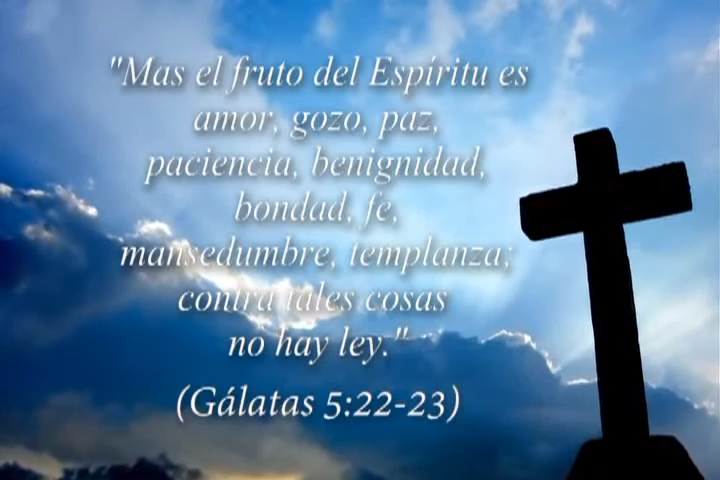 "Mas el fruto del Espíritu es
amor, gozo, paz,
paciencia, benignidad,
bondad, fe,
mansedumbre, templanza;
contra tales cosas
no hay ley."
(Gálatas 5:22-23)